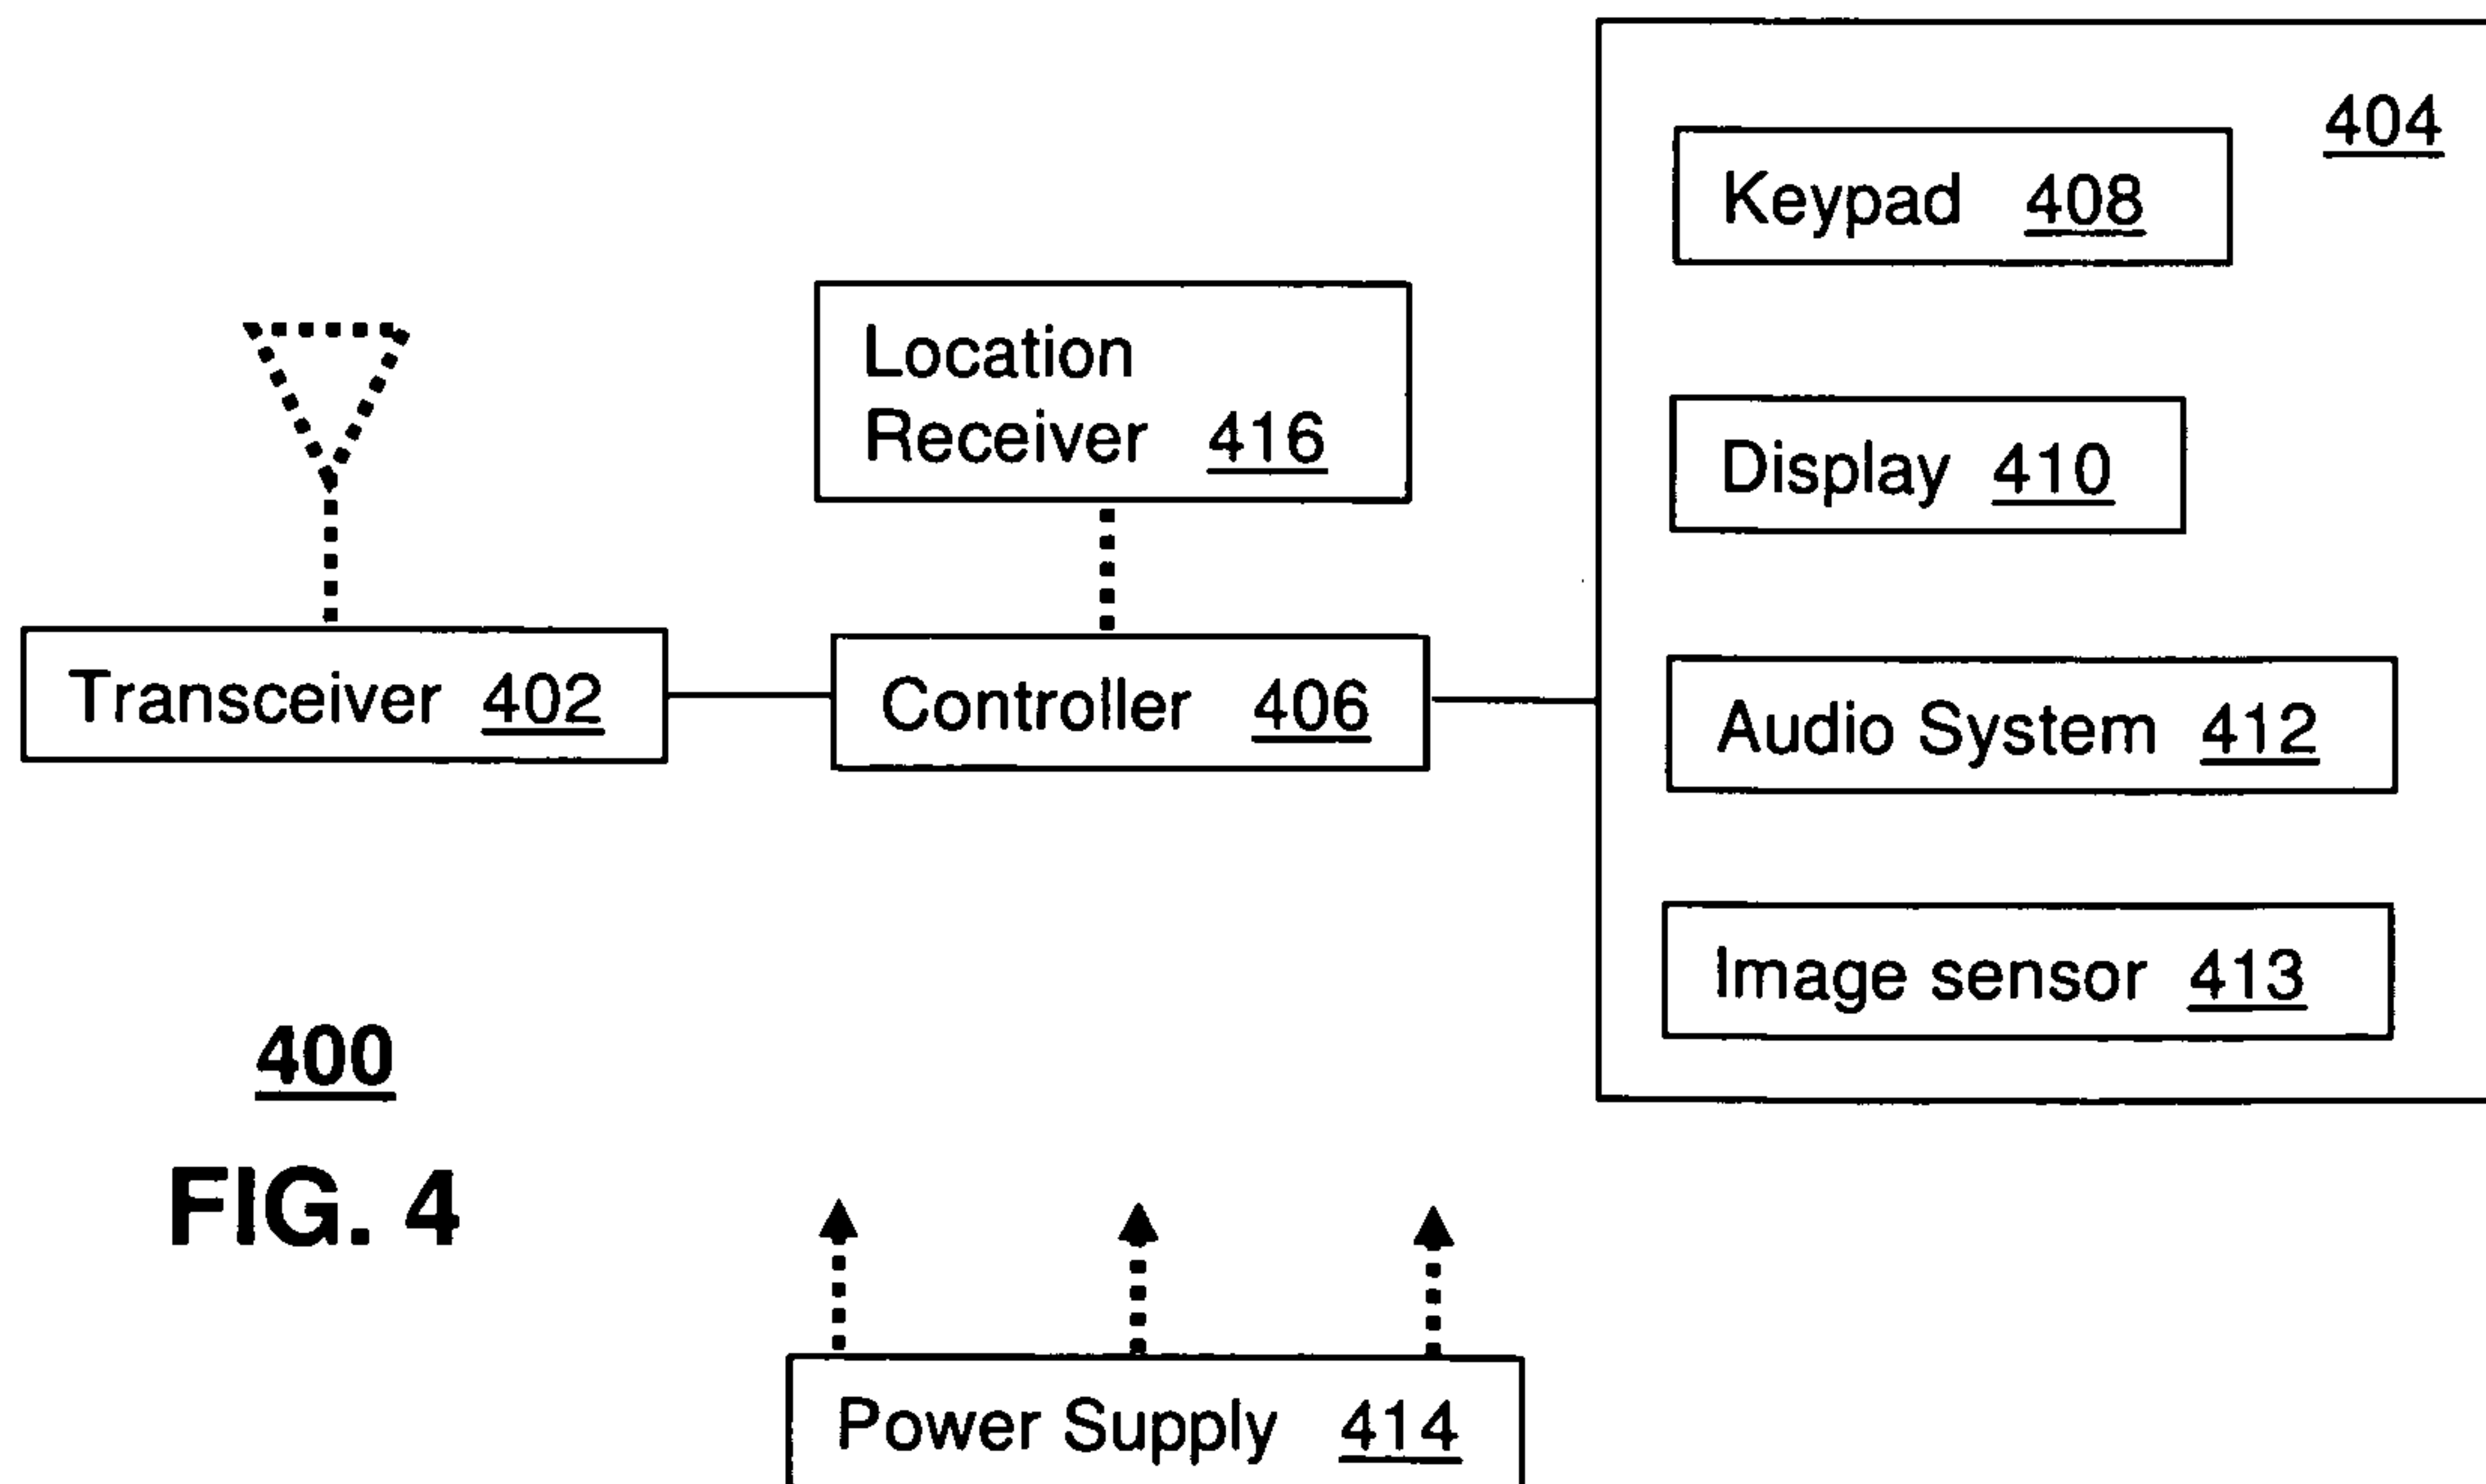 404
Keypad 408
Location
Receiver 416
Display 410
Transceiver 402
Controller 406
Audio System 412
Image sensor 413
400
FIG. 4
Power Supply 414